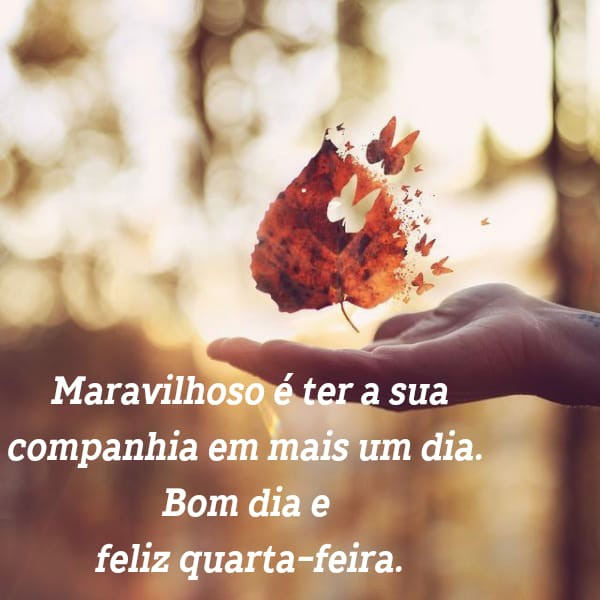 Maravilhoso é ter a sua
companhia em mais um dia.
Bom dia e
feliz quarta-feira.